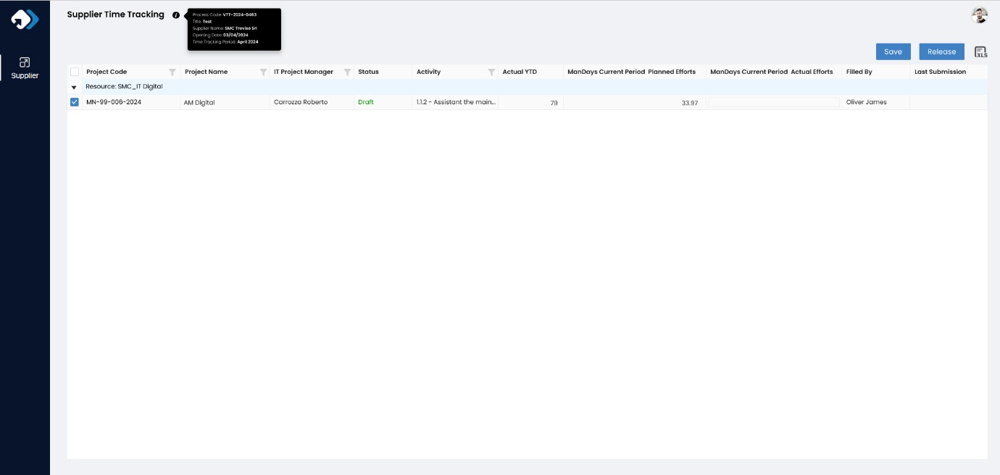 Supplier Time Tracking
Process Code: VTT-2024-0463
Title: Test
Supplier Name: SMC Treviso Srl
Opening Date: 03/04/2024
Time Tracking Period: April 2024
Save Release XLS
Supplier
Project Code Project Name IT Project Manager Status Activity Actual YTD ManDays Current Period Planned Efforts ManDays Current Period Actual Efforts Filled By Last Submission
Resource: SMC_IT Digital
MN-99-006-2024 AM Digital Carrozza Roberto Draft 1.1.2 - Assistant the main... 79 33.97 Oliver James